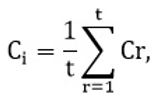 C_i = \frac{1}{t} \sum_{r=1}^{t} Cr,